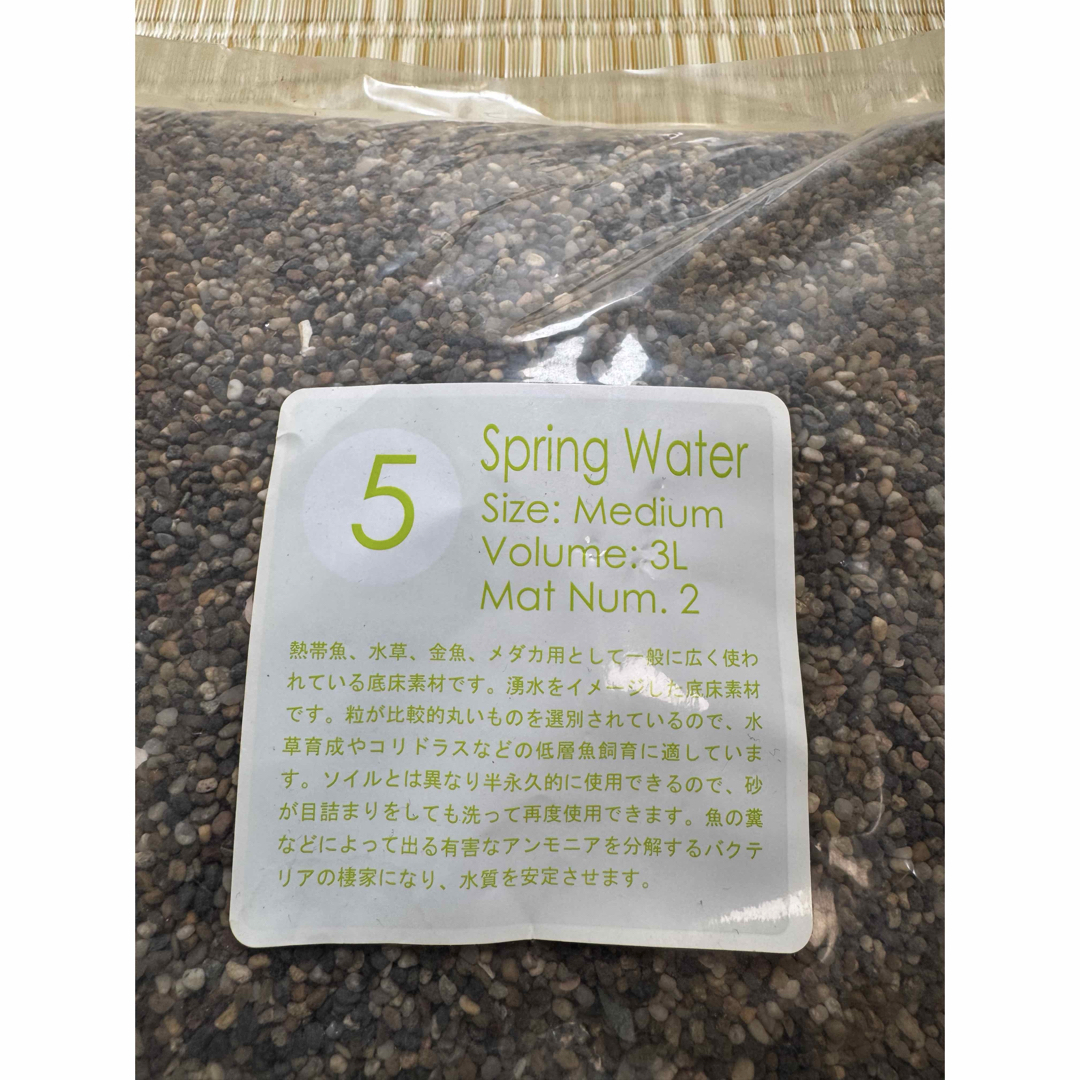 5
Spring Water
Size: Medium
Volume: 3L
Mat Num. 2
熱帯魚、水草、金魚、メダカ用として一般に広く使わ
れている底床素材です。湧水をイメージした底床素材
です。粒が比較的丸いものを選別されているので、水
草育成やコリドラスなどの低層魚飼育に適していま
す。ソイルとは異なり半永久的に使用できるので、砂
が目詰まりをしても洗って再度使用できます。魚の糞
などによって出る有害なアンモニアを分解するバクテ
リアの棲家になり、水質を安定させます。